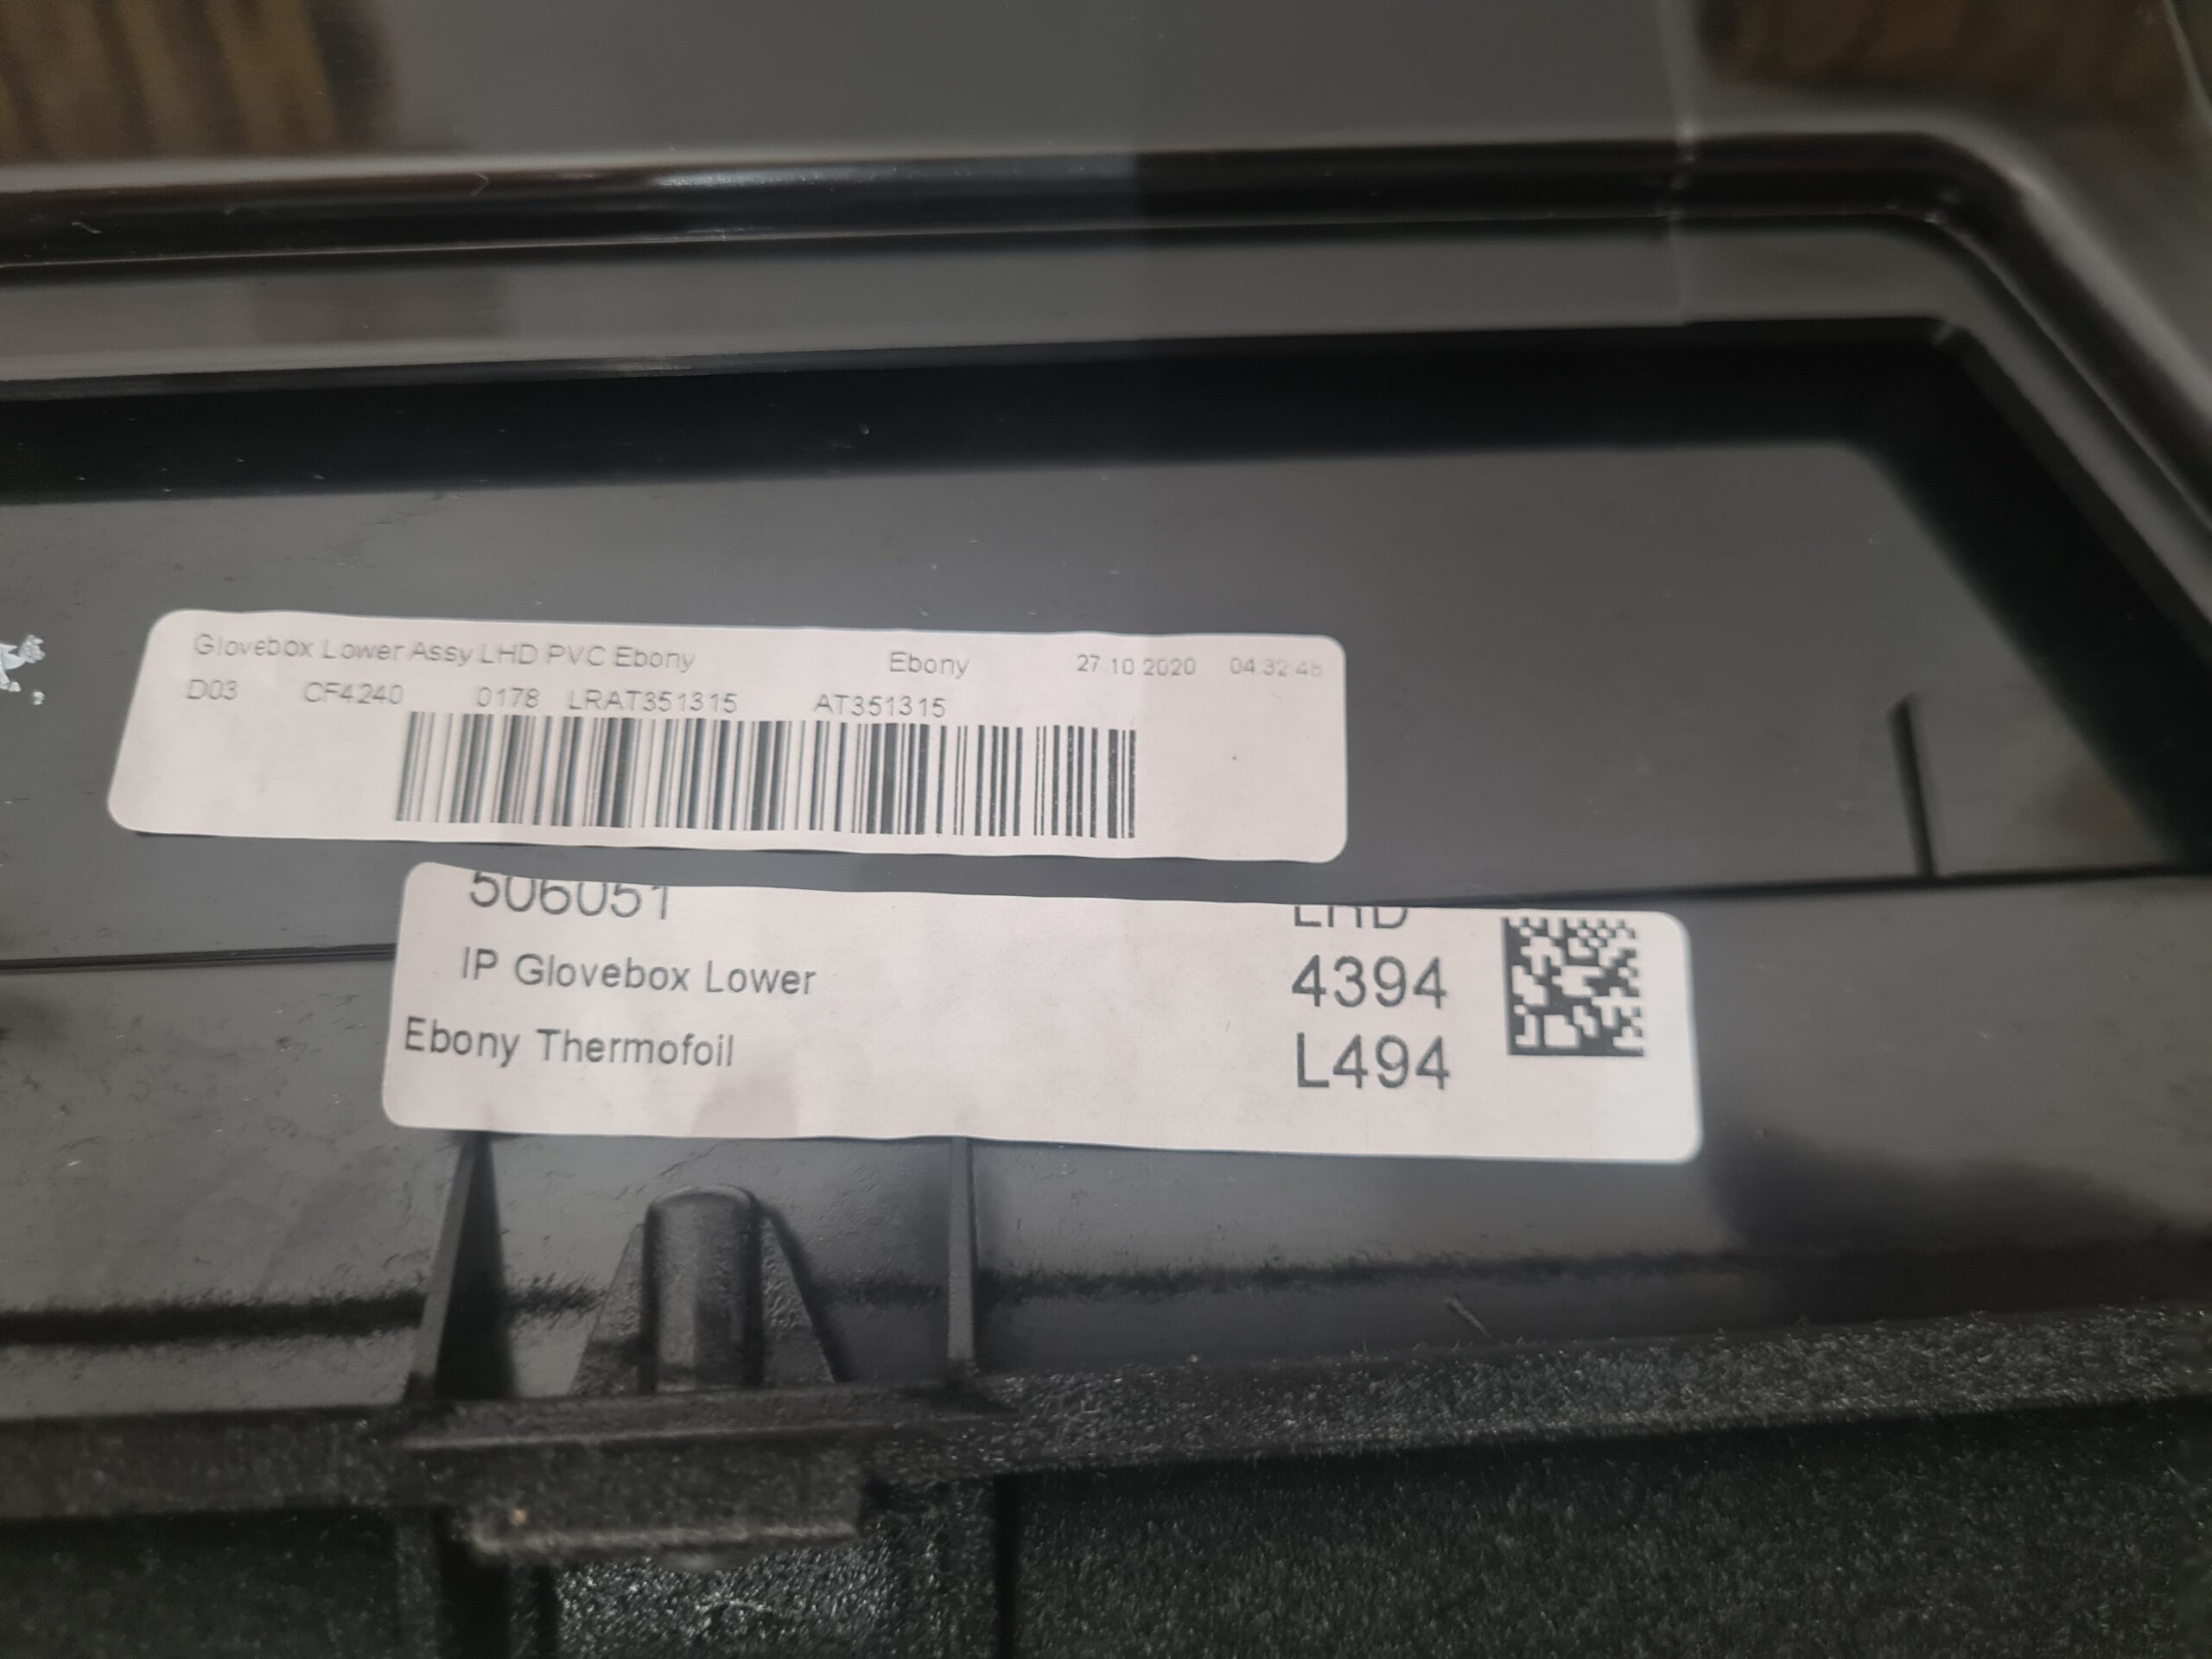 Glovebox Lower Assy LHD PVC Ebony Ebony 27.10.2020 04:32:45
D03 CF4240 0178 LRAT351315 AT351315
506051 LHD
IP Glovebox Lower 4394
Ebony Thermofoil L494